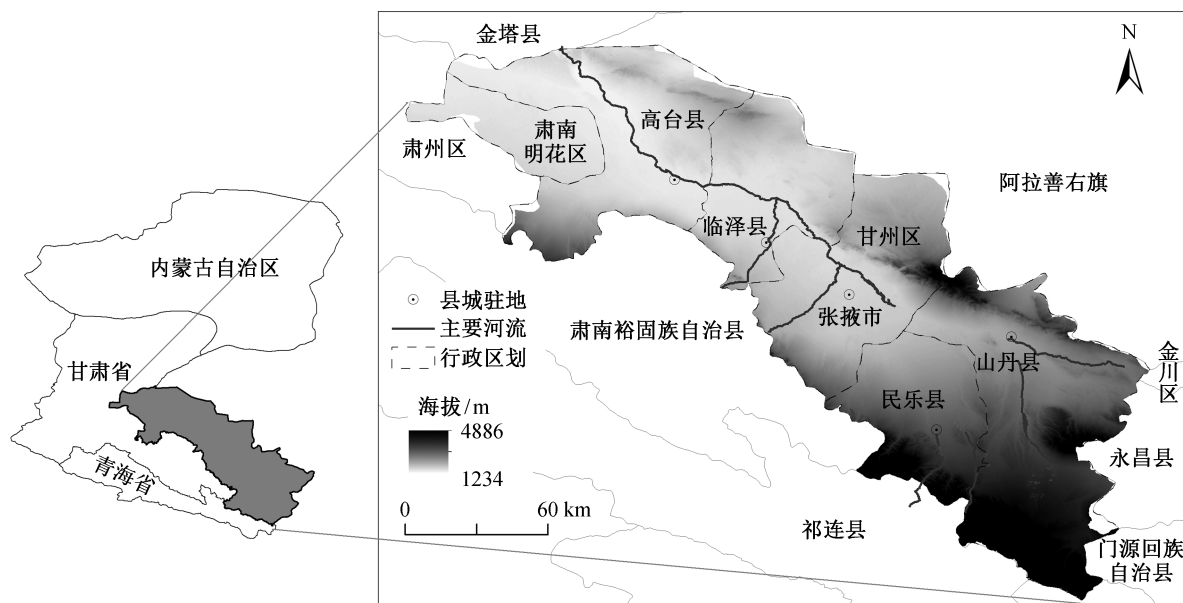 金塔县
N
高台县
肃南
明花区
肃州区
阿拉善右旗
临泽县
甘州区
内蒙古自治区
县城驻地
主要河流
行政区划
张掖市
肃南裕固族自治县
山丹县
金川区
甘肃省
民乐县
海拔/m
4886
1234
永昌县
青海省
0
60 km
祁连县
门源回族
自治县